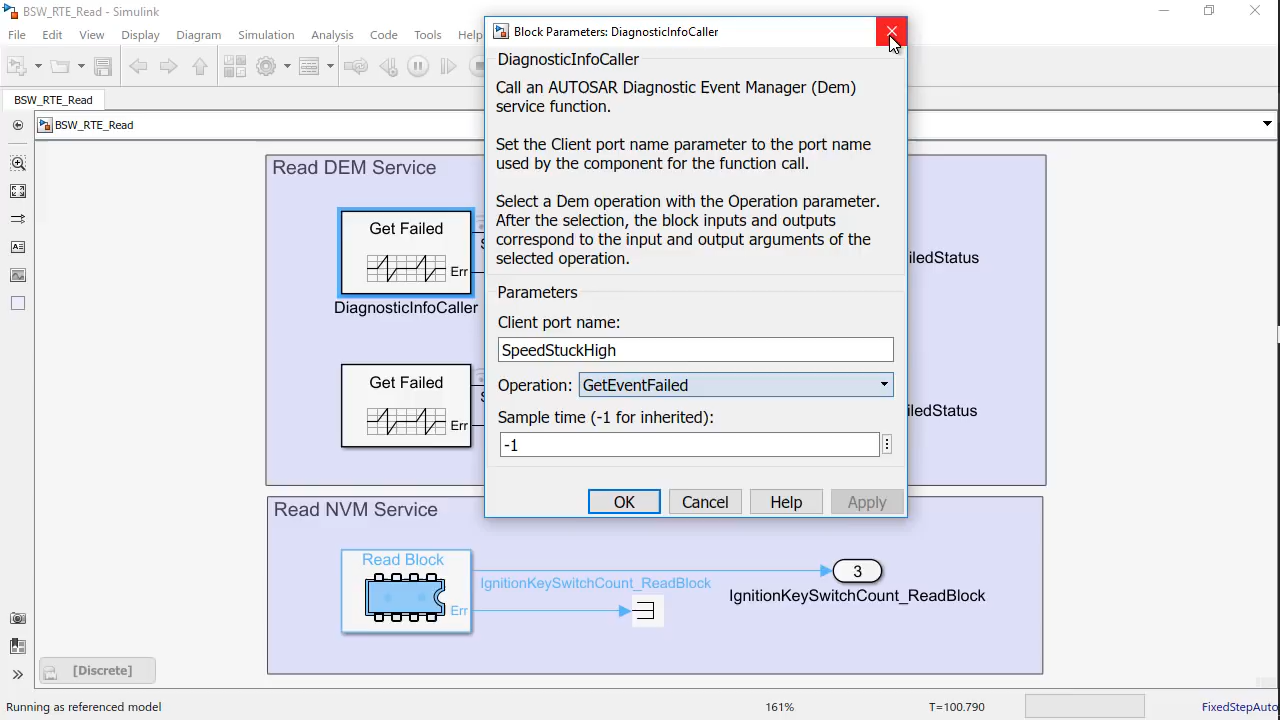 BSW_RTE_Read - Simulink
File Edit View Display Diagram Simulation Analysis Code Tools Help
BSW_RTE_Read
BSW_RTE_Read
Block Parameters: DiagnosticInfoCaller
DiagnosticInfoCaller
Call an AUTOSAR Diagnostic Event Manager (Dem)
service function.
Set the Client port name parameter to the port name
used by the component for the function call.
Select a Dem operation with the Operation parameter.
After the selection, the block inputs and outputs
correspond to the input and output arguments of the
selected operation.
Parameters
Client port name:
SpeedStuckHigh
Operation: GetEventFailed
Sample time (-1 for inherited):
-1
OK Cancel Help Apply
Read DEM Service
Get Failed
Err
DiagnosticInfoCaller
iledStatus
Get Failed
Err
iledStatus
Read NVM Service
Read Block
Err
IgnitionKeySwitchCount_ReadBlock
3
IgnitionKeySwitchCount_ReadBlock
[Discrete]
Running as referenced model 161% T=100.790 FixedStepAuto